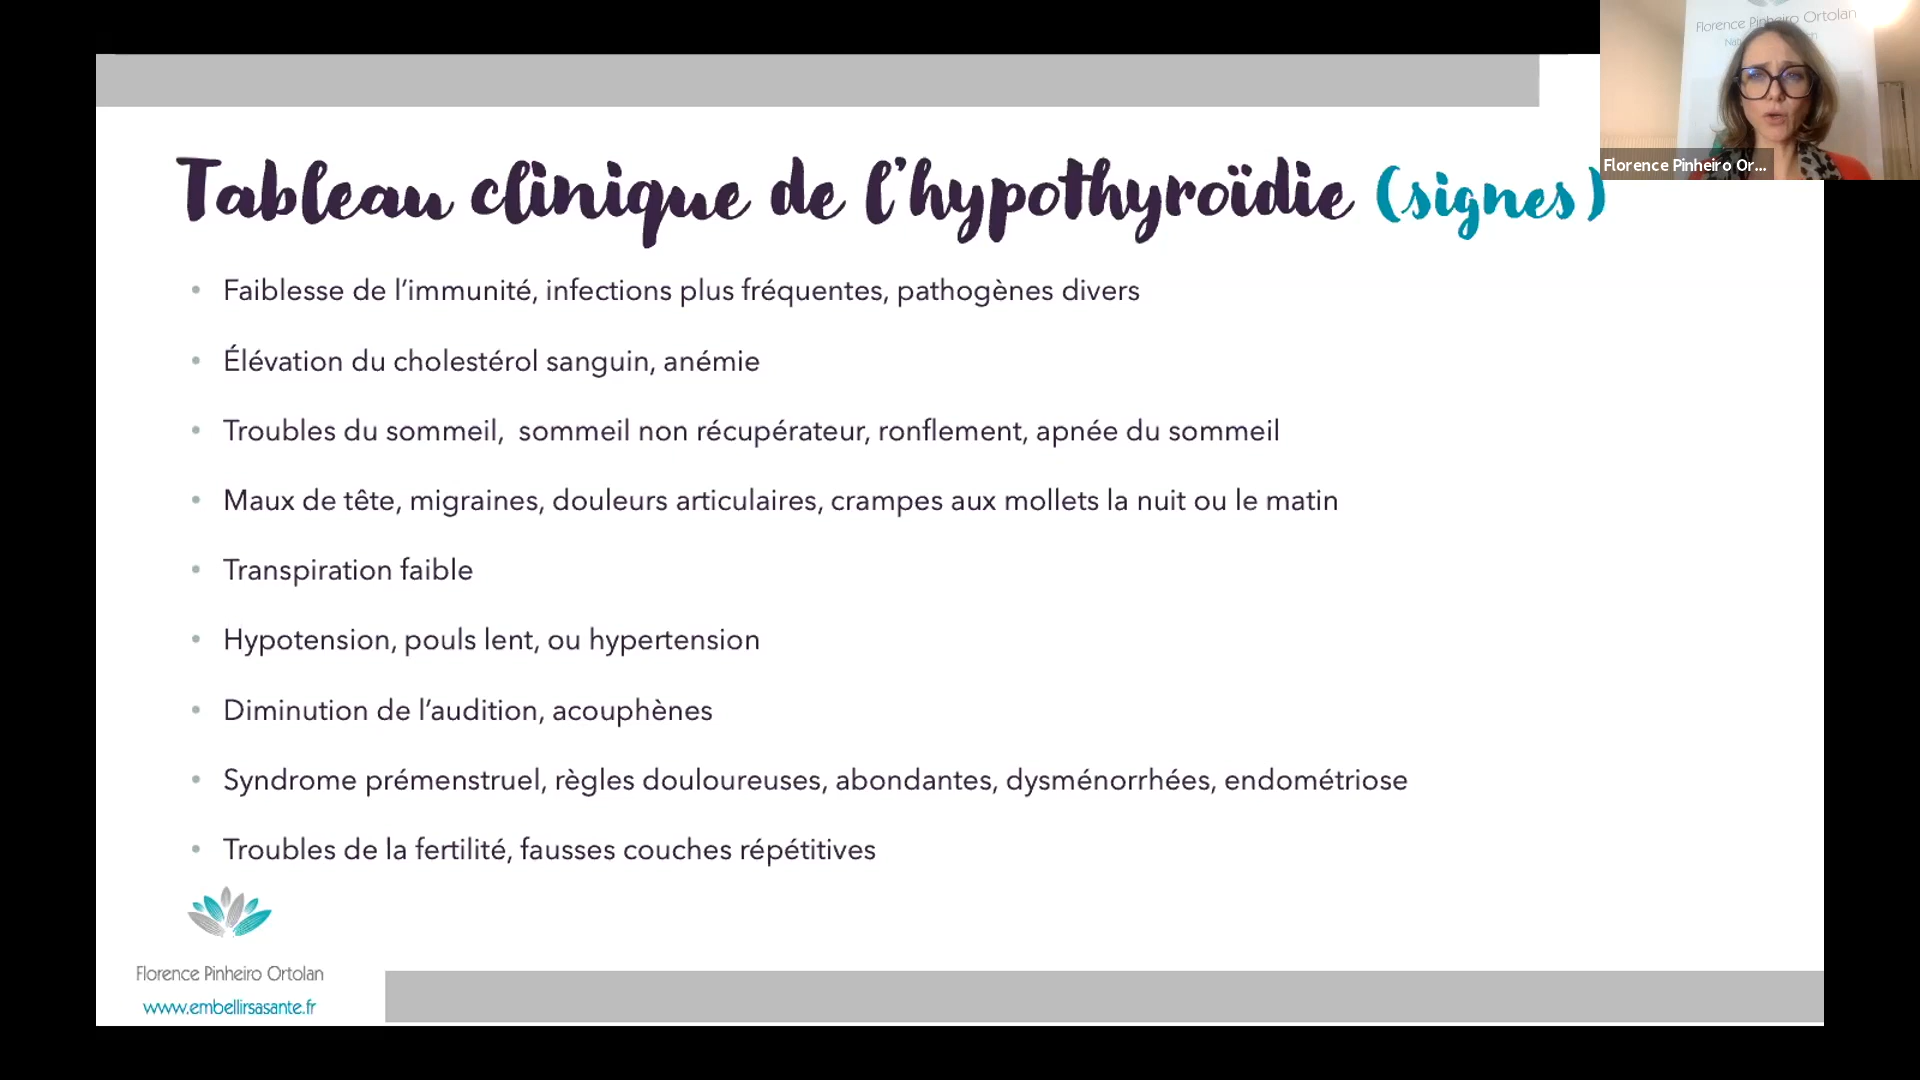 Florence Pinheiro Ortolan
Florence Pinheiro Or...
Tableau clinique de l'hypothyroïdie (signes)
• Faiblesse de l'immunité, infections plus fréquentes, pathogènes divers
• Élévation du cholestérol sanguin, anémie
• Troubles du sommeil, sommeil non récupérateur, ronflement, apnée du sommeil
• Maux de tête, migraines, douleurs articulaires, crampes aux mollets la nuit ou le matin
• Transpiration faible
• Hypotension, pouls lent, ou hypertension
• Diminution de l'audition, acouphènes
• Syndrome prémenstruel, règles douloureuses, abondantes, dysménorrhées, endométriose
• Troubles de la fertilité, fausses couches répétitives
Florence Pinheiro Ortolan
www.embellirsasante.fr